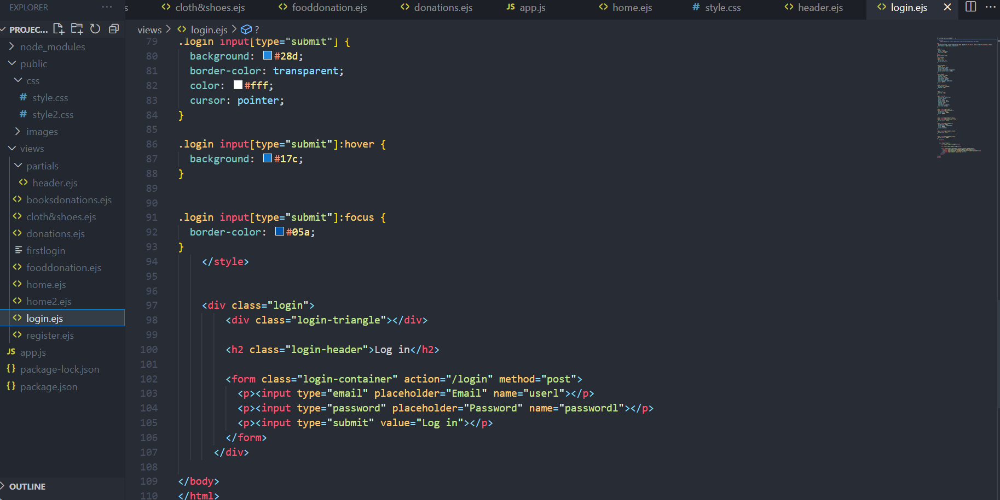 EXPLORER ···
s cloth&shoes.ejs fooddonation.ejs donations.ejs JS app.js home.ejs # style.css header.ejs login.ejs ···
PROJEC...
views > login.ejs > ?
node_modules
public
css
# style.css
# style2.css
images
views
partials
header.ejs
booksdonations.ejs
cloth&shoes.ejs
donations.ejs
firstlogin
fooddonation.ejs
home.ejs
home2.ejs
login.ejs
register.ejs
JS app.js
{} package-lock.json
{} package.json
OUTLINE
79 .login input[type="submit"] {
80 background: #28d;
81 border-color: transparent;
82 color: #fff;
83 cursor: pointer;
84 }
85
86 .login input[type="submit"]:hover {
87 background: #17c;
88 }
89
90
91 .login input[type="submit"]:focus {
92 border-color: #05a;
93 }
94 </style>
95
96
97 <div class="login">
98 <div class="login-triangle"></div>
99
100 <h2 class="login-header">Log in</h2>
101
102 <form class="login-container" action="/login" method="post">
103 <p><input type="email" placeholder="Email" name="userl"></p>
104 <p><input type="password" placeholder="Password" name="passwordl"></p>
105 <p><input type="submit" value="Log in"></p>
106 </form>
107 </div>
108
109 </body>
110 </html>